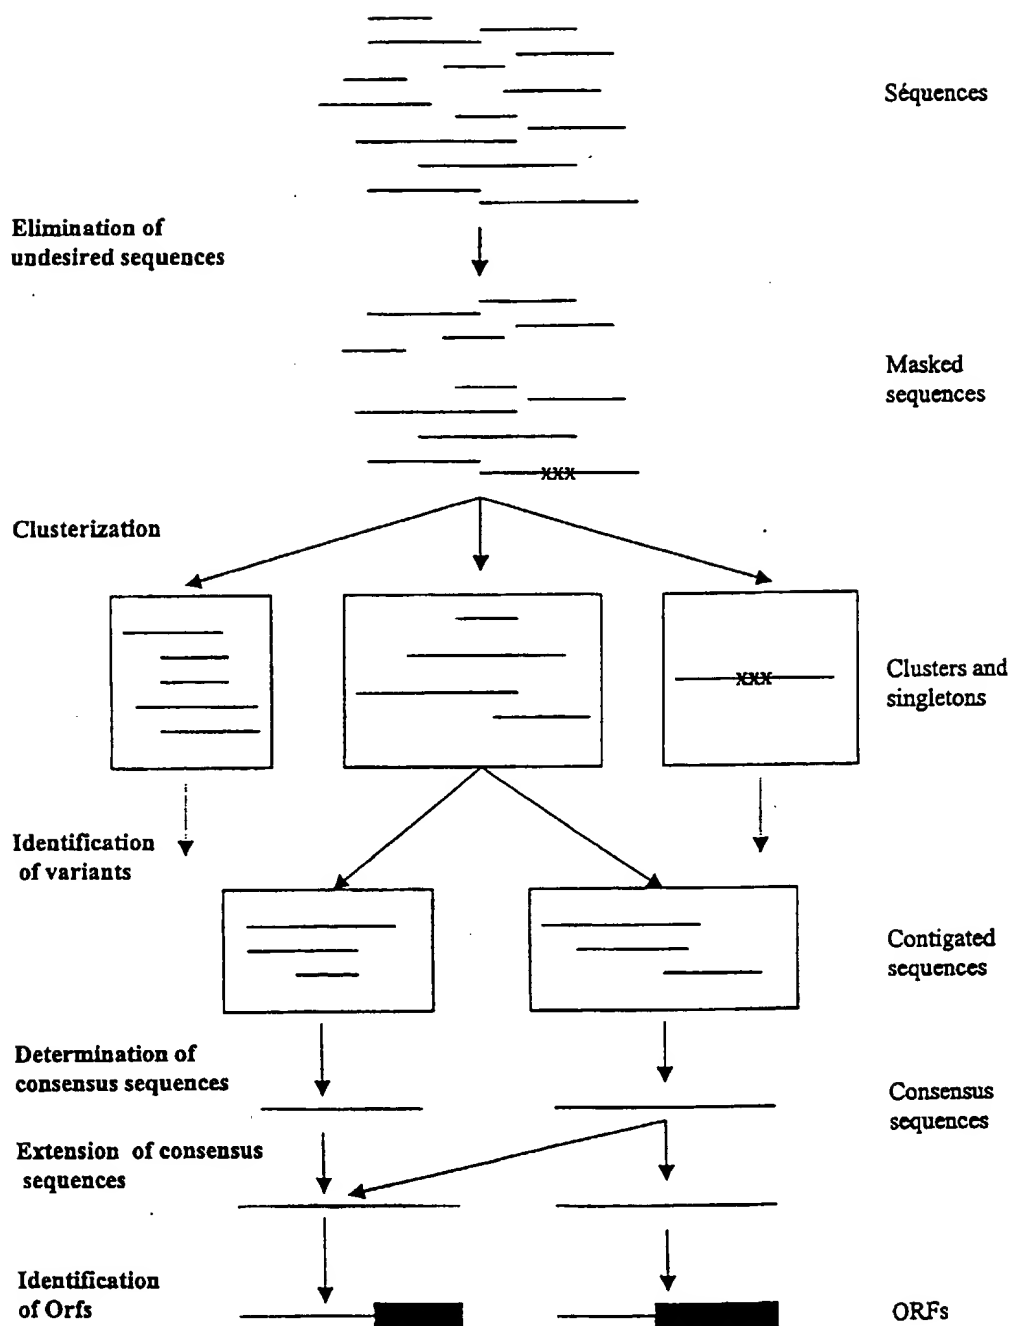 Séquences
Elimination of
undesired sequences
Masked
sequences
xxx
Clusterization
xxx
Clusters and
singletons
Identification
of variants
Contigated
sequences
Determination of
consensus sequences
Consensus
sequences
Extension of consensus
sequences
Identification
of Orfs
ORFs